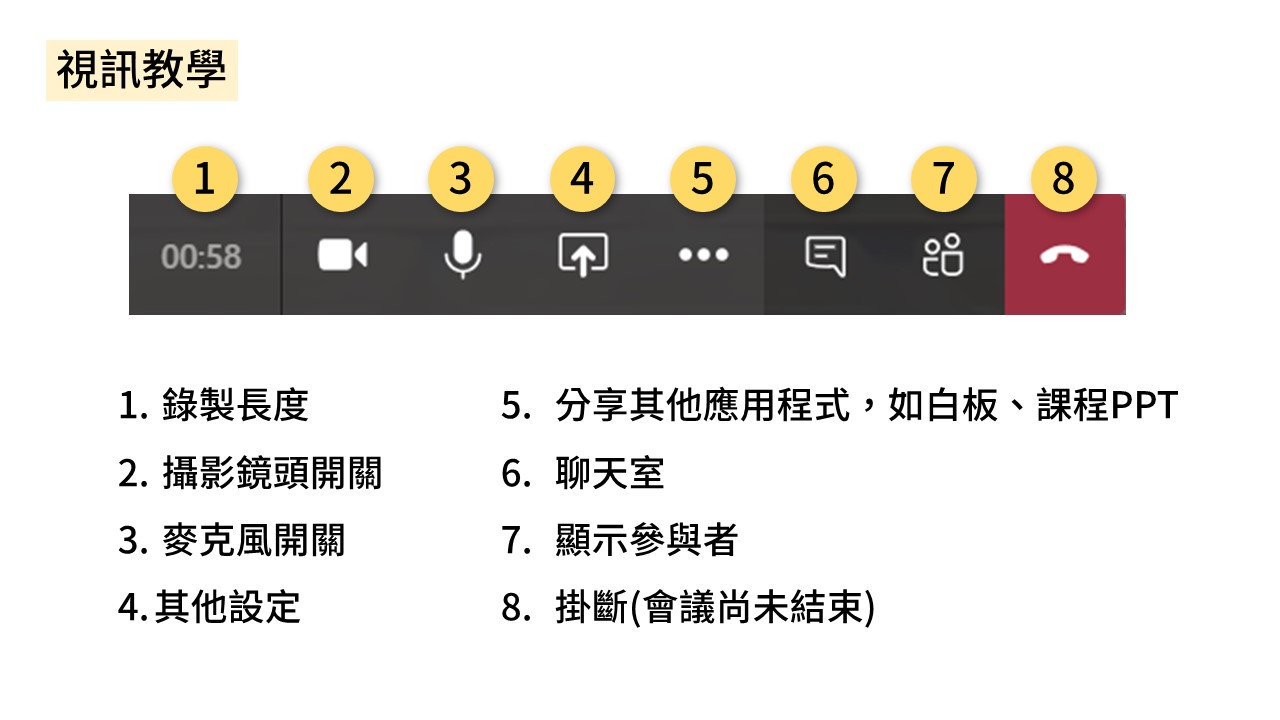 視訊教學
1 2 3 4 5 6 7 8
00:58
1. 錄製長度
2. 攝影鏡頭開關
3. 麥克風開關
4. 其他設定
5. 分享其他應用程式，如白板、課程PPT
6. 聊天室
7. 顯示參與者
8. 掛斷(會議尚未結束)